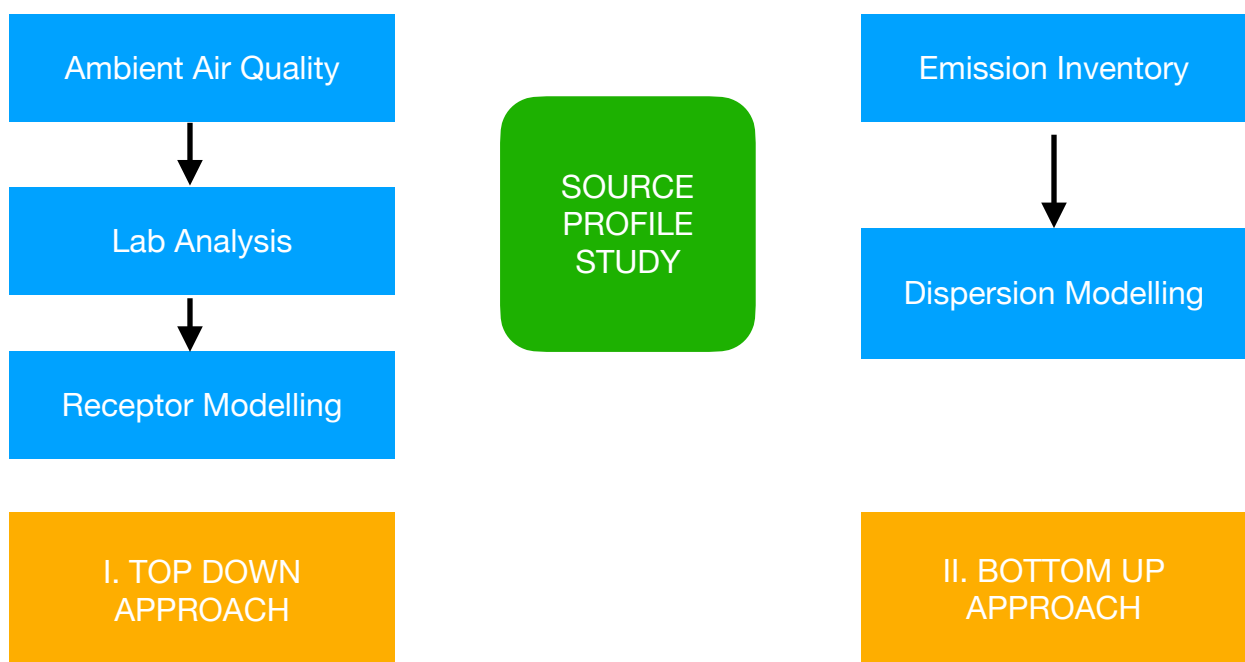 Ambient Air Quality
Lab Analysis
Receptor Modelling
I. TOP DOWN
APPROACH
SOURCE
PROFILE
STUDY
Emission Inventory
Dispersion Modelling
II. BOTTOM UP
APPROACH